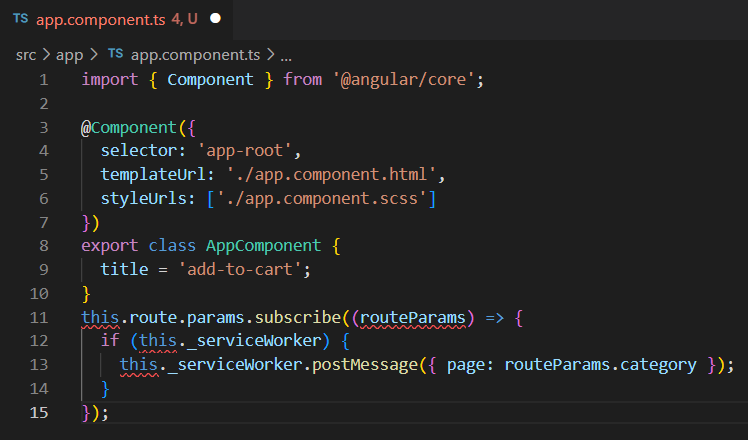 TS app.component.ts 4, U
src > app > TS app.component.ts > ...
1 import { Component } from '@angular/core';
2
3 @Component({
4   selector: 'app-root',
5   templateUrl: './app.component.html',
6   styleUrls: ['./app.component.scss']
7 })
8 export class AppComponent {
9   title = 'add-to-cart';
10 }
11 this.route.params.subscribe((routeParams) => {
12   if (this._serviceWorker) {
13     this._serviceWorker.postMessage({ page: routeParams.category });
14   }
15 });